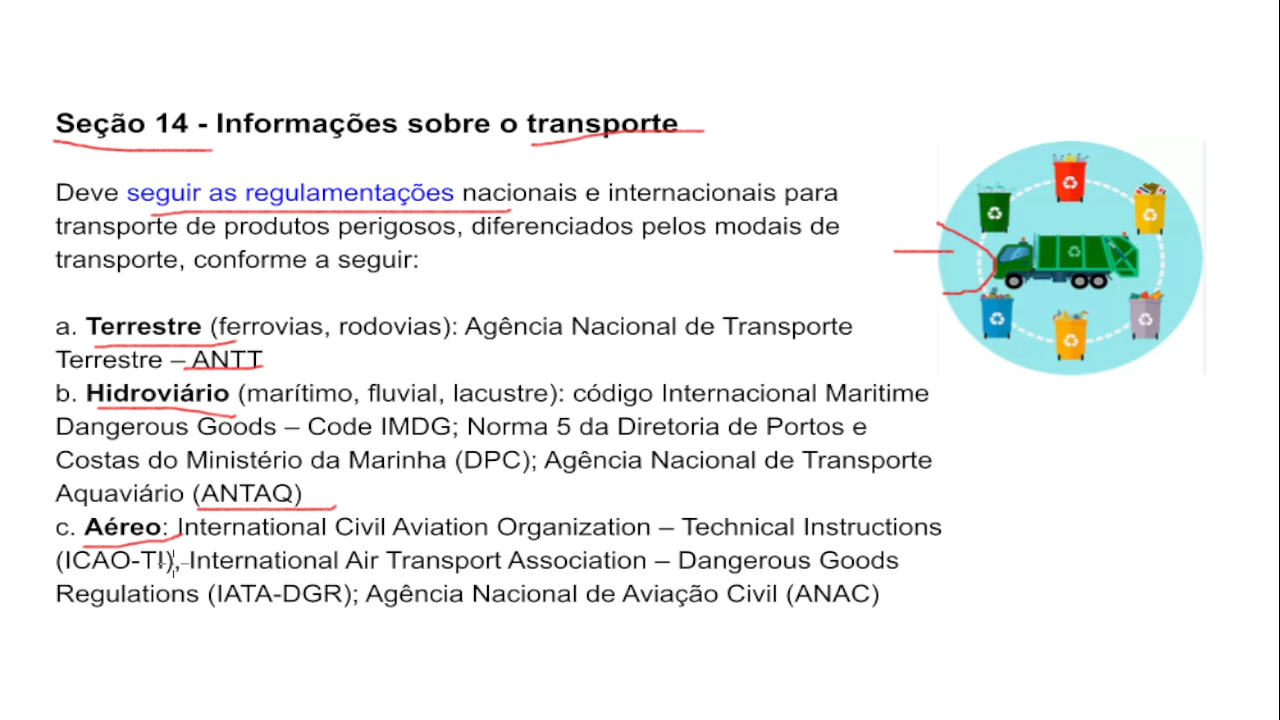 Seção 14 - Informações sobre o transporte
Deve seguir as regulamentações nacionais e internacionais para
transporte de produtos perigosos, diferenciados pelos modais de
transporte, conforme a seguir:
a. Terrestre (ferrovias, rodovias): Agência Nacional de Transporte
Terrestre – ANTT
b. Hidroviário (marítimo, fluvial, lacustre): código Internacional Maritime
Dangerous Goods – Code IMDG; Norma 5 da Diretoria de Portos e
Costas do Ministério da Marinha (DPC); Agência Nacional de Transporte
Aquaviário (ANTAQ)
c. Aéreo: International Civil Aviation Organization – Technical Instructions
(ICAO-TI), International Air Transport Association – Dangerous Goods
Regulations (IATA-DGR); Agência Nacional de Aviação Civil (ANAC)